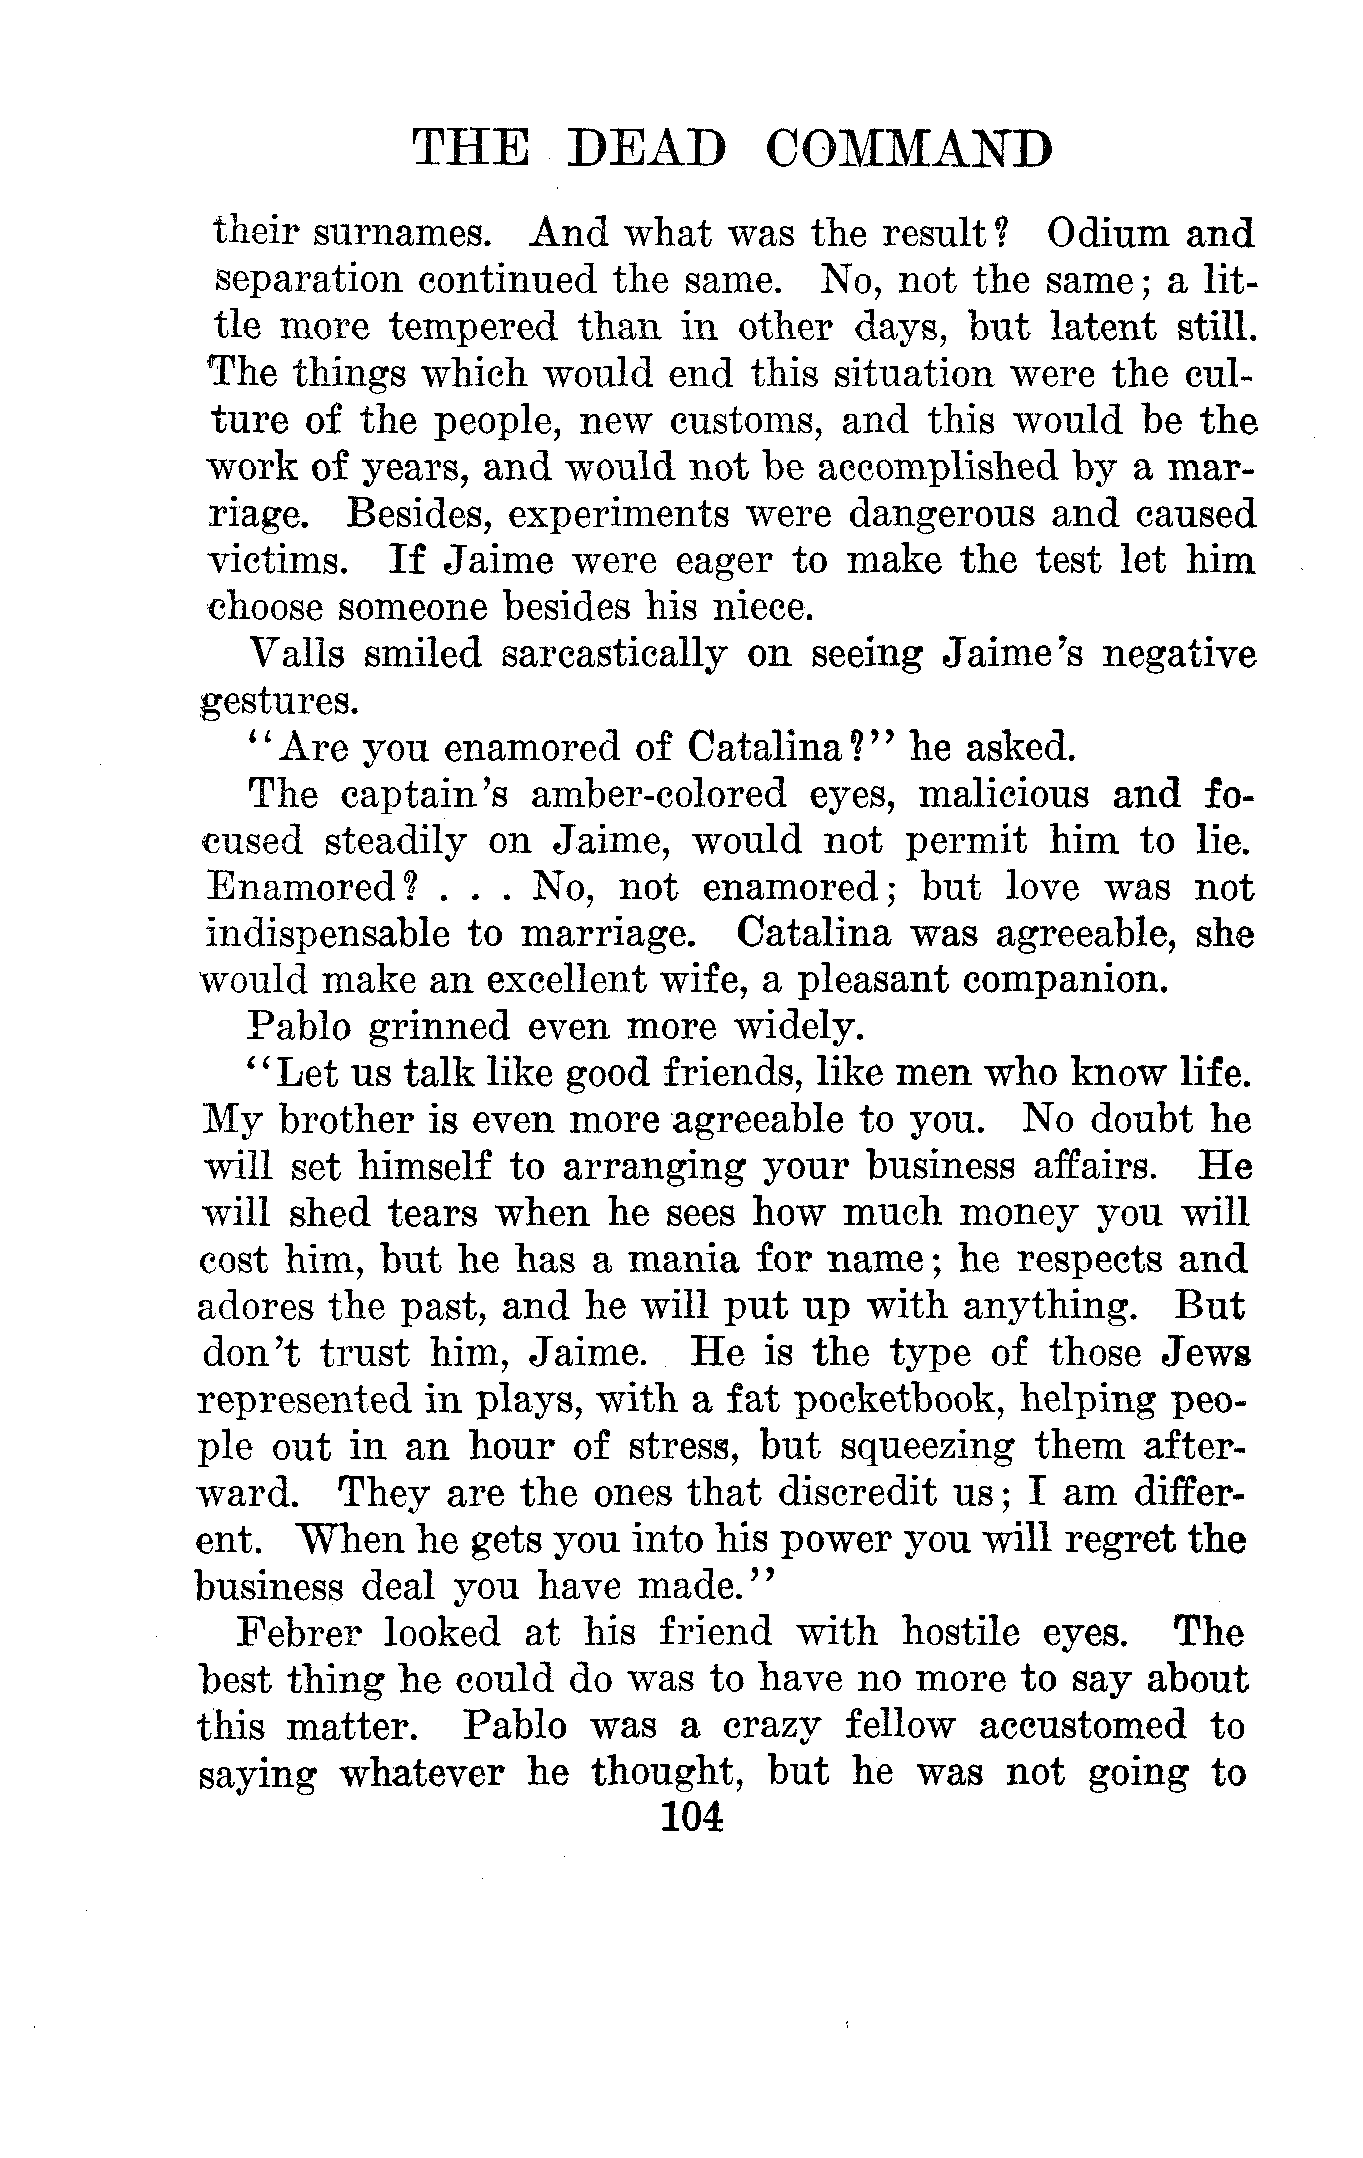 THE DEAD COMMAND
their surnames. And what was the result? Odium and
separation continued the same. No, not the same; a lit-
tle more tempered than in other days, but latent still.
The things which would end this situation were the cul-
ture of the people, new customs, and this would be the
work of years, and would not be accomplished by a mar-
riage. Besides, experiments were dangerous and caused
victims. If Jaime were eager to make the test let him
choose someone besides his niece.
Valls smiled sarcastically on seeing Jaime's negative
gestures.
"Are you enamored of Catalina?" he asked.
The captain's amber-colored eyes, malicious and fo-
cused steadily on Jaime, would not permit him to lie.
Enamored? . . . No, not enamored; but love was not
indispensable to marriage. Catalina was agreeable, she
would make an excellent wife, a pleasant companion.
Pablo grinned even more widely.
"Let us talk like good friends, like men who know life.
My brother is even more agreeable to you. No doubt he
will set himself to arranging your business affairs. He
will shed tears when he sees how much money you will
cost him, but he has a mania for name; he respects and
adores the past, and he will put up with anything. But
don't trust him, Jaime. He is the type of those Jews
represented in plays, with a fat pocketbook, helping peo-
ple out in an hour of stress, but squeezing them after-
ward. They are the ones that discredit us; I am differ-
ent. When he gets you into his power you will regret the
business deal you have made."
Febrer looked at his friend with hostile eyes. The
best thing he could do was to have no more to say about
this matter. Pablo was a crazy fellow accustomed to
saying whatever he thought, but he was not going to
104